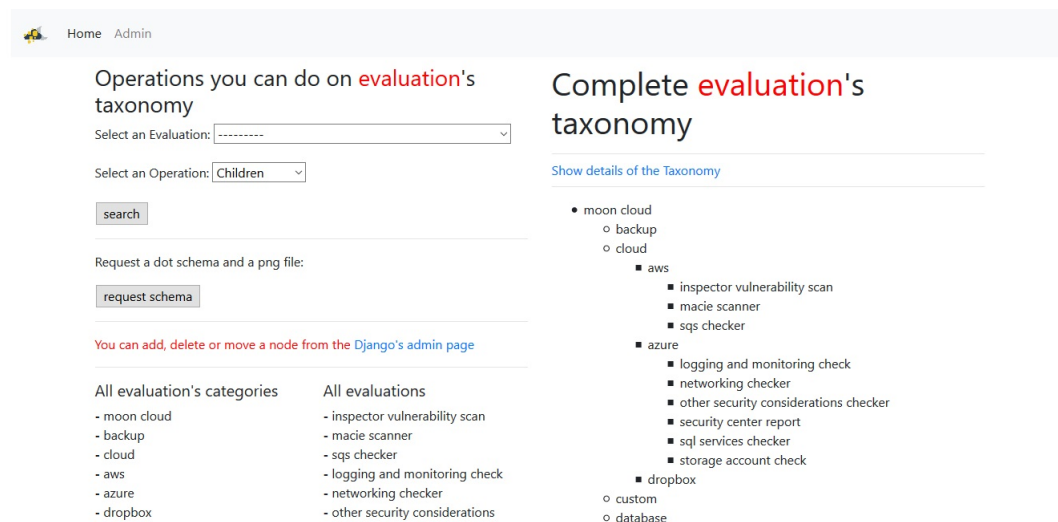 Home Admin
Operations you can do on evaluation's
taxonomy
Select an Evaluation: ---------
Select an Operation: Children
search
Request a dot schema and a png file:
request schema
You can add, delete or move a node from the Django's admin page
All evaluation's categories
- moon cloud
- backup
- cloud
- aws
- azure
- dropbox
All evaluations
- inspector vulnerability scan
- macie scanner
- sqs checker
- logging and monitoring check
- networking checker
- other security considerations
Complete evaluation's
taxonomy
Show details of the Taxonomy
moon cloud
backup
cloud
aws
inspector vulnerability scan
macie scanner
sqs checker
azure
logging and monitoring check
networking checker
other security considerations checker
security center report
sql services checker
storage account check
dropbox
custom
database